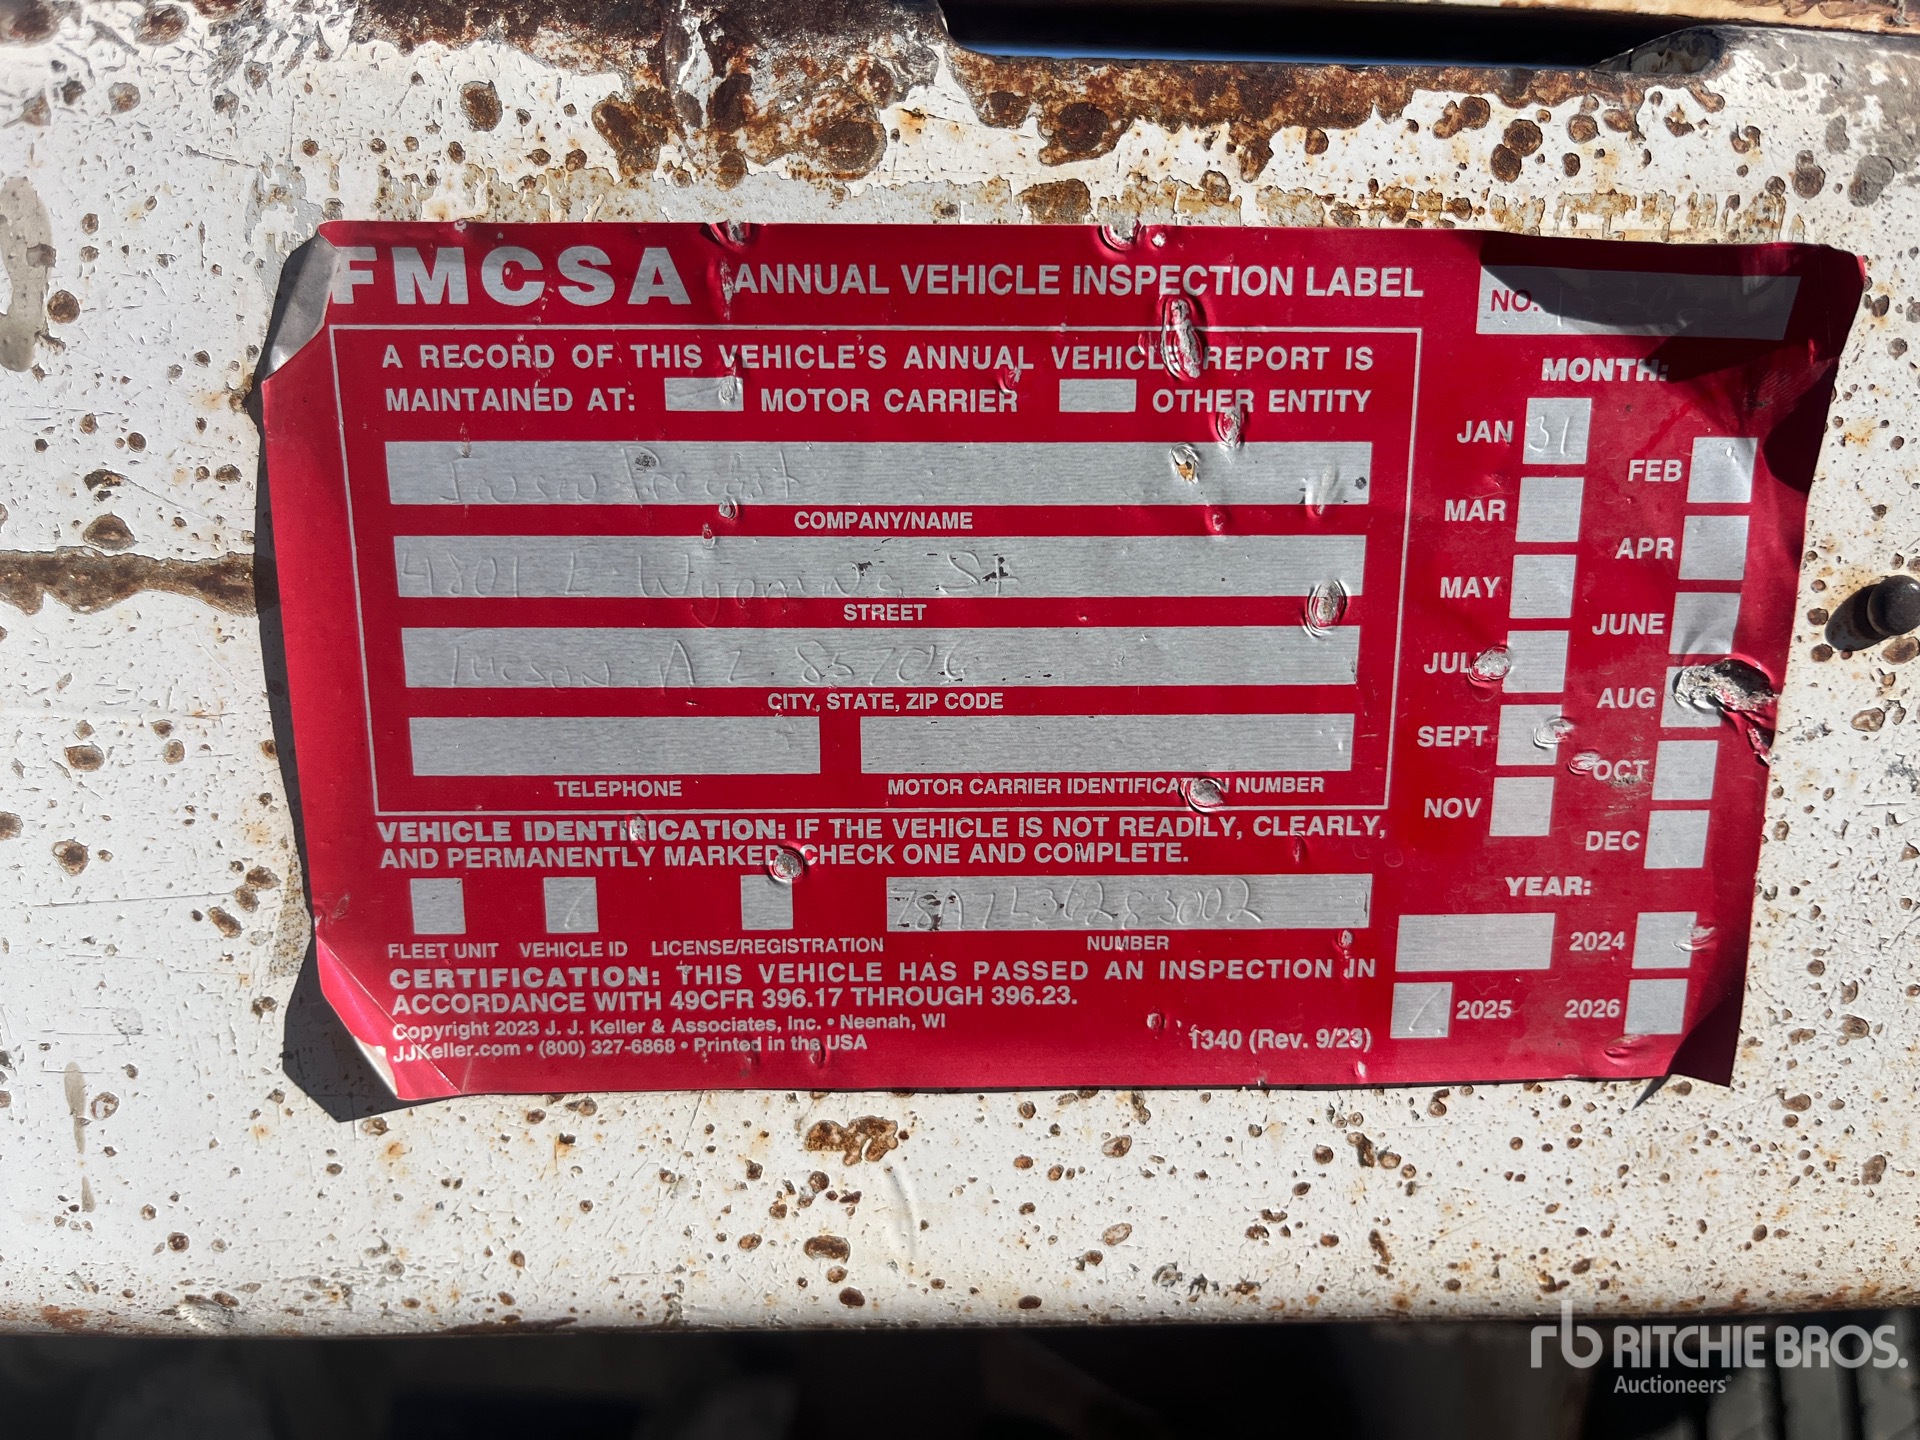 FMCSA ANNUAL VEHICLE INSPECTION LABEL
NO.
A RECORD OF THIS VEHICLE'S ANNUAL VEHICLE REPORT IS
MAINTAINED AT: MOTOR CARRIER OTHER ENTITY
COMPANY/NAME
4801 E Wyoming St
STREET
Tucson AZ 85706
CITY, STATE, ZIP CODE
TELEPHONE MOTOR CARRIER IDENTIFICATION NUMBER
VEHICLE IDENTIFICATION: IF THE VEHICLE IS NOT READILY, CLEARLY,
AND PERMANENTLY MARKED, CHECK ONE AND COMPLETE.
FLEET UNIT VEHICLE ID LICENSE/REGISTRATION NUMBER
CERTIFICATION: THIS VEHICLE HAS PASSED AN INSPECTION IN
ACCORDANCE WITH 49CFR 396.17 THROUGH 396.23.
Copyright 2023 J. J. Keller & Associates, Inc. • Neenah, WI
JJKeller.com • (800) 327-6868 • Printed in the USA
1340 (Rev. 9/23)
MONTH:
JAN 31
FEB
MAR
APR
MAY
JUNE
JUL
AUG
SEPT
OCT
NOV
DEC
YEAR:
2024
2025 2026
rb RITCHIE BROS.
Auctioneers